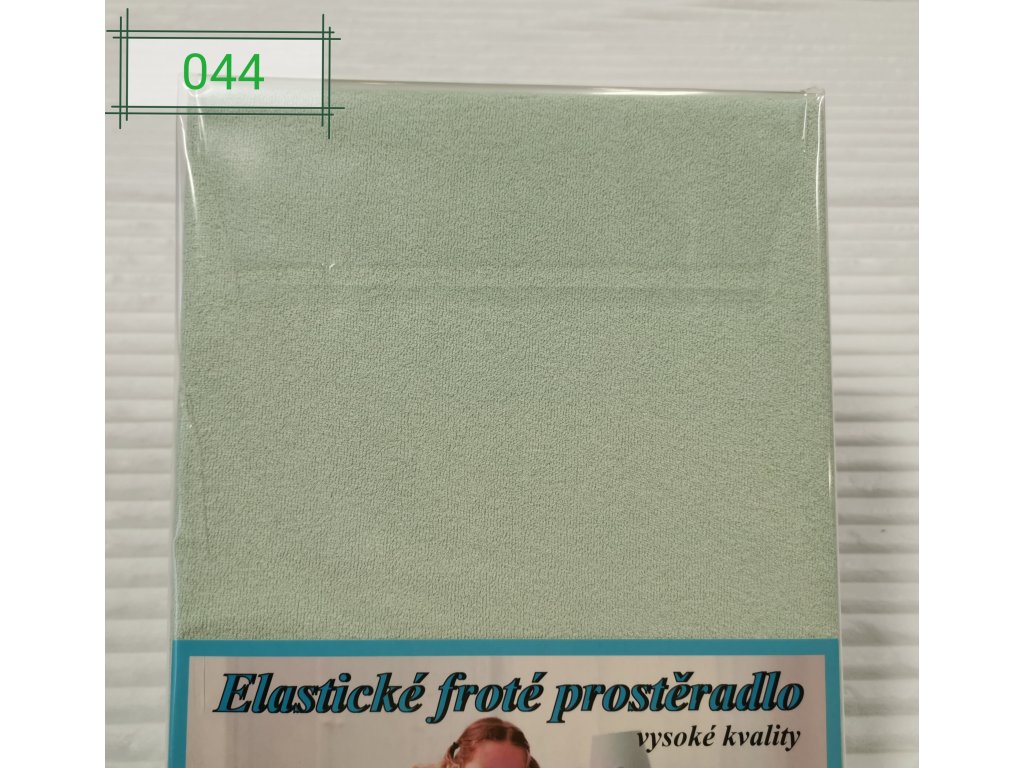 044
Elastické froté prostěradlo
vysoké kvality